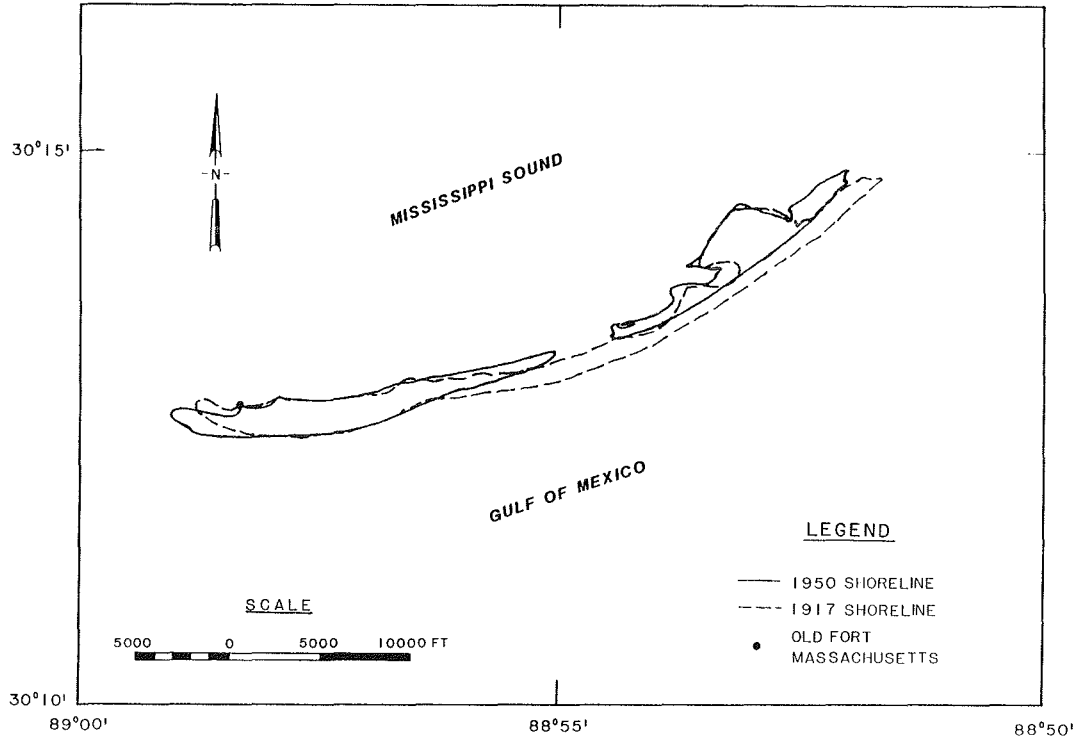 30°15'
-N-
MISSISSIPPI SOUND
GULF OF MEXICO
LEGEND
1950 SHORELINE
1917 SHORELINE
OLD FORT
MASSACHUSETTS
SCALE
5000 0 5000 10000 FT
30°10'
89°00' 88°55' 88°50'